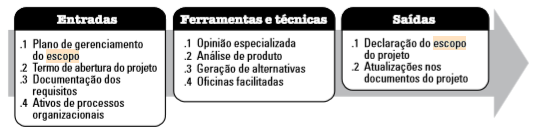 Entradas
.1 Plano de gerenciamento
do escopo
.2 Termo de abertura do projeto
.3 Documentação dos
requisitos
.4 Ativos de processos
organizacionais
Ferramentas e técnicas
.1 Opinião especializada
.2 Análise de produto
.3 Geração de alternativas
.4 Oficinas facilitadas
Saídas
.1 Declaração do escopo
do projeto
.2 Atualizações nos
documentos do projeto